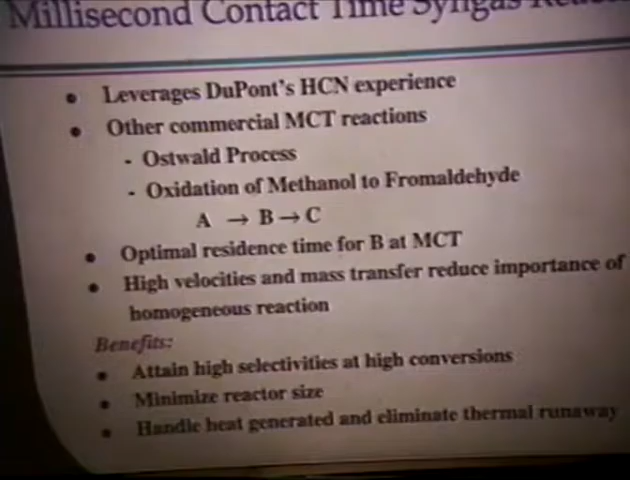 Millisecond Contact Time Syngas
• Leverages DuPont's HCN experience
• Other commercial MCT reactions
- Ostwald Process
- Oxidation of Methanol to Fromaldehyde
A → B → C
• Optimal residence time for B at MCT
• High velocities and mass transfer reduce importance of
homogeneous reaction
Benefits:
• Attain high selectivities at high conversions
• Minimize reactor size
• Handle heat generated and eliminate thermal runaway